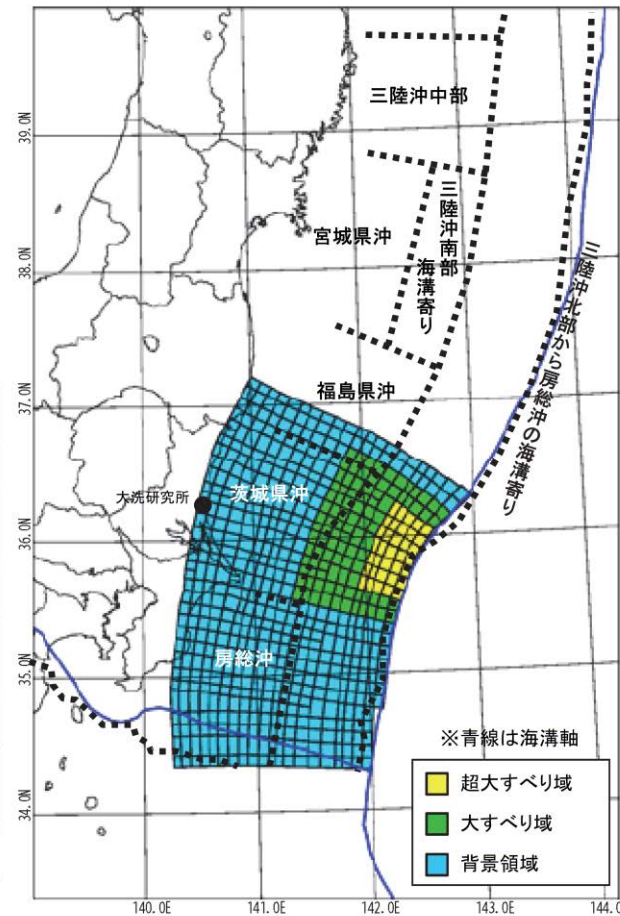 39.0N
38.0N
37.0N
36.0N
35.0N
34.0N
140.0E
141.0E
142.0E
143.0E
144.0E
三陸沖中部
宮城県沖
三陸沖南部
海溝寄り
福島県沖
三陸沖北部から房総沖の海溝寄り
大洗研究所
茨城県沖
房総沖
※青線は海溝軸
超大すべり域
大すべり域
背景領域